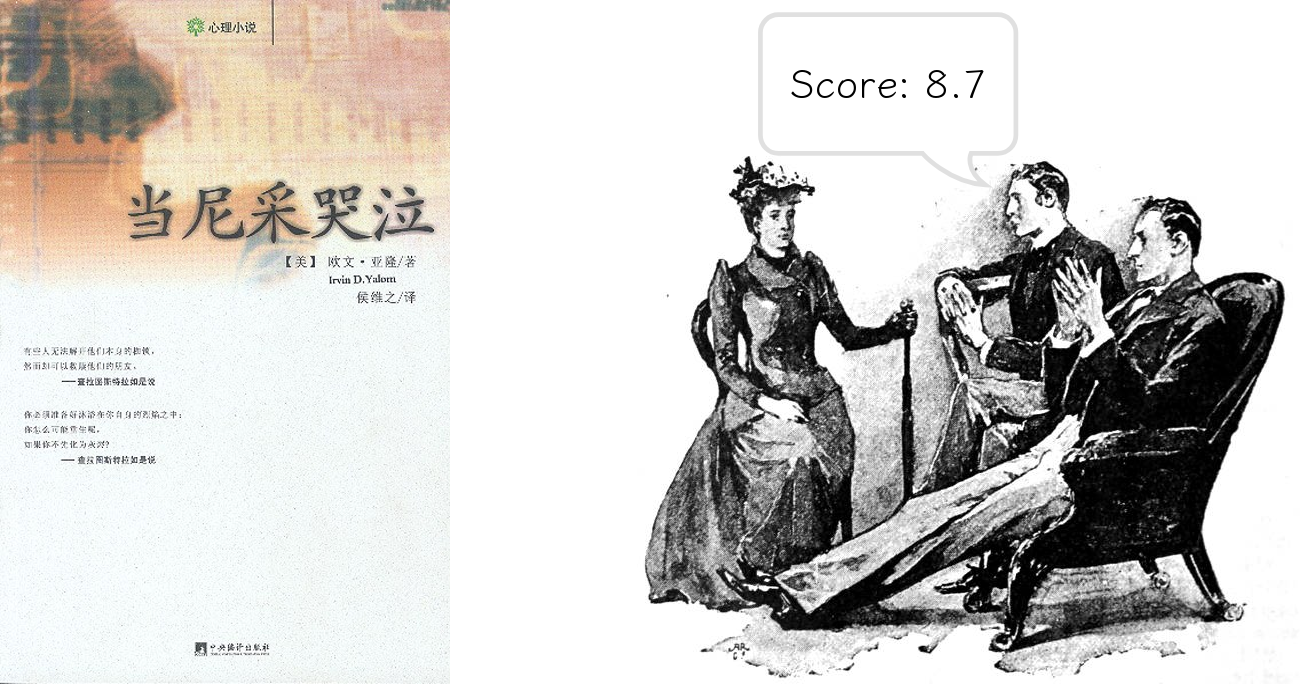 心理小说
当尼采哭泣
【美】 欧文·亚隆/著
Irvin D.Yalom
侯维之/译
有些人无法解开他们本身的枷锁，
然而却可以救赎他们的朋友。
——查拉图斯特拉如是说
你必须准备好沐浴在你自身的烈焰之中：
你怎么可能重生呢，
如果你不先化为灰烬？
——查拉图斯特拉如是说
中央编译出版社
Score: 8.7